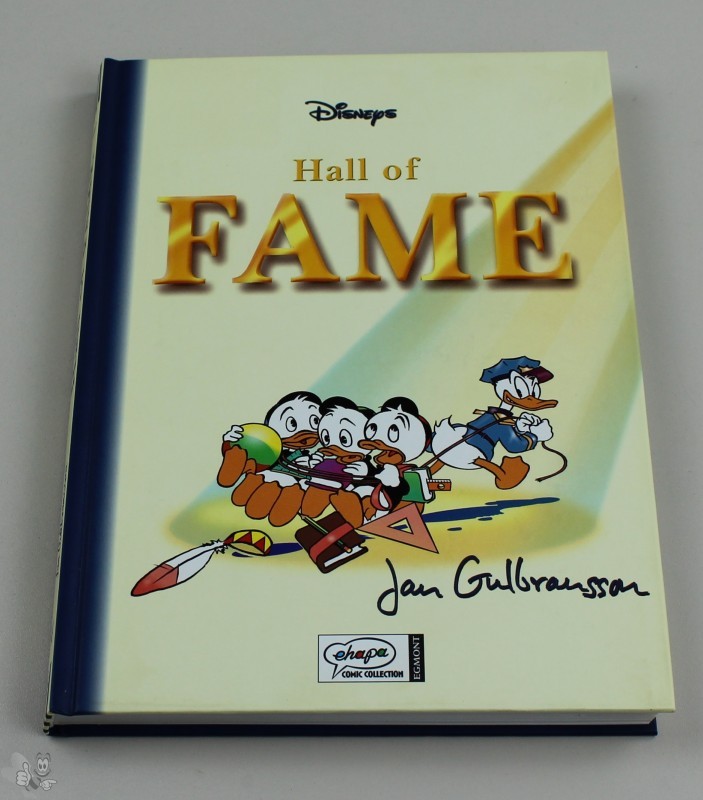 Disneys
Hall of
FAME
Jan Gulbransson
ehapa
COMIC COLLECTION
EGMONT